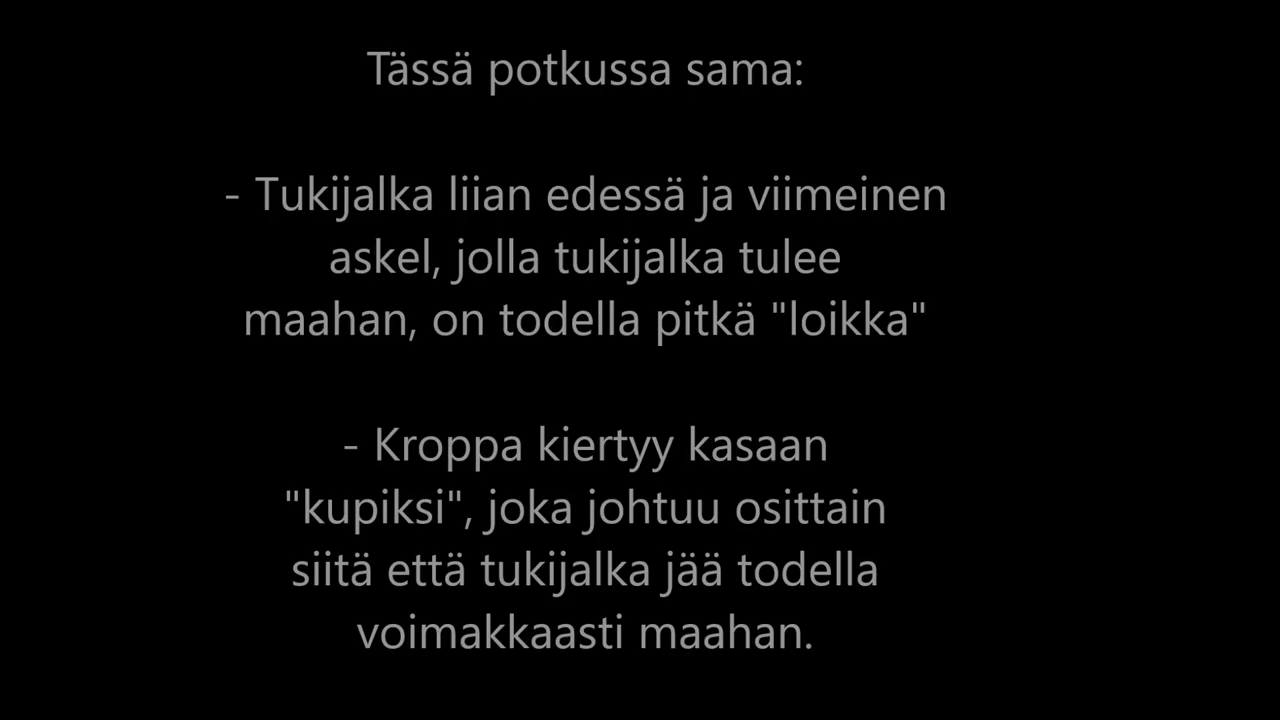 Tässä potkussa sama:
- Tukijalka liian edessä ja viimeinen
askel, jolla tukijalka tulee
maahan, on todella pitkä "loikka"
- Kroppa kiertyy kasaan
"kupiksi", joka johtuu osittain
siitä että tukijalka jää todella
voimakkaasti maahan.